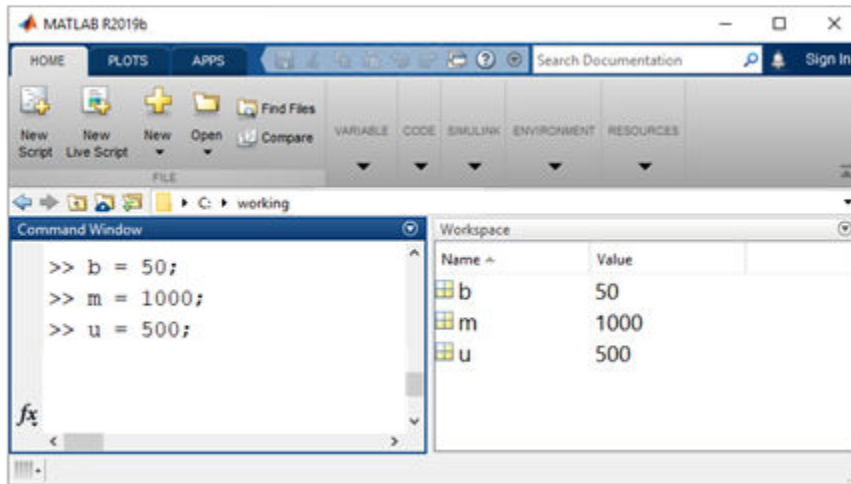 MATLAB R2019b
HOME PLOTS APPS Search Documentation Sign In
New Script
New Live Script
New
Open
Find Files
Compare
VARIABLE CODE SIMULINK ENVIRONMENT RESOURCES
FILE
C: working
Command Window
>> b = 50;
>> m = 1000;
>> u = 500;
fx
Workspace
Name Value
b 50
m 1000
u 500